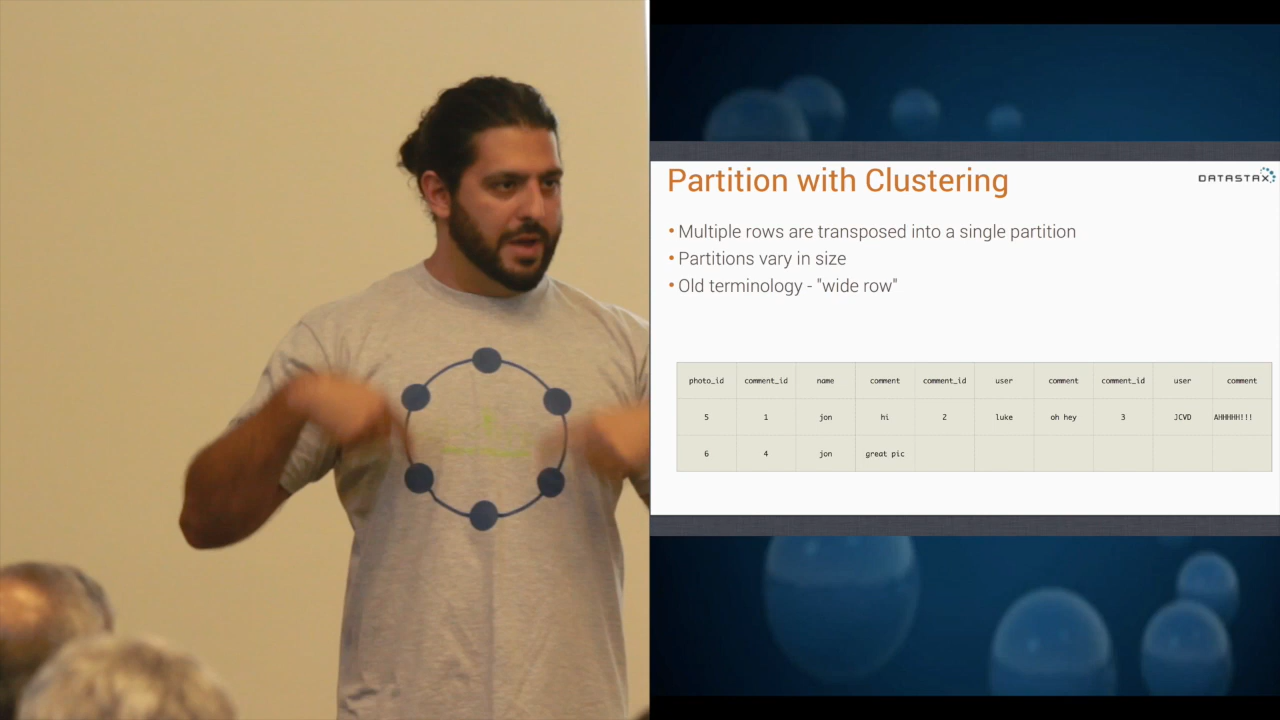 Partition with Clustering
DATASTAX
• Multiple rows are transposed into a single partition
• Partitions vary in size
• Old terminology - "wide row"
photo_id comment_id name comment comment_id user comment comment_id user comment
5 1 jon hi 2 luke oh hey 3 JCVD AHHHHH!!!
6 4 jon great pic